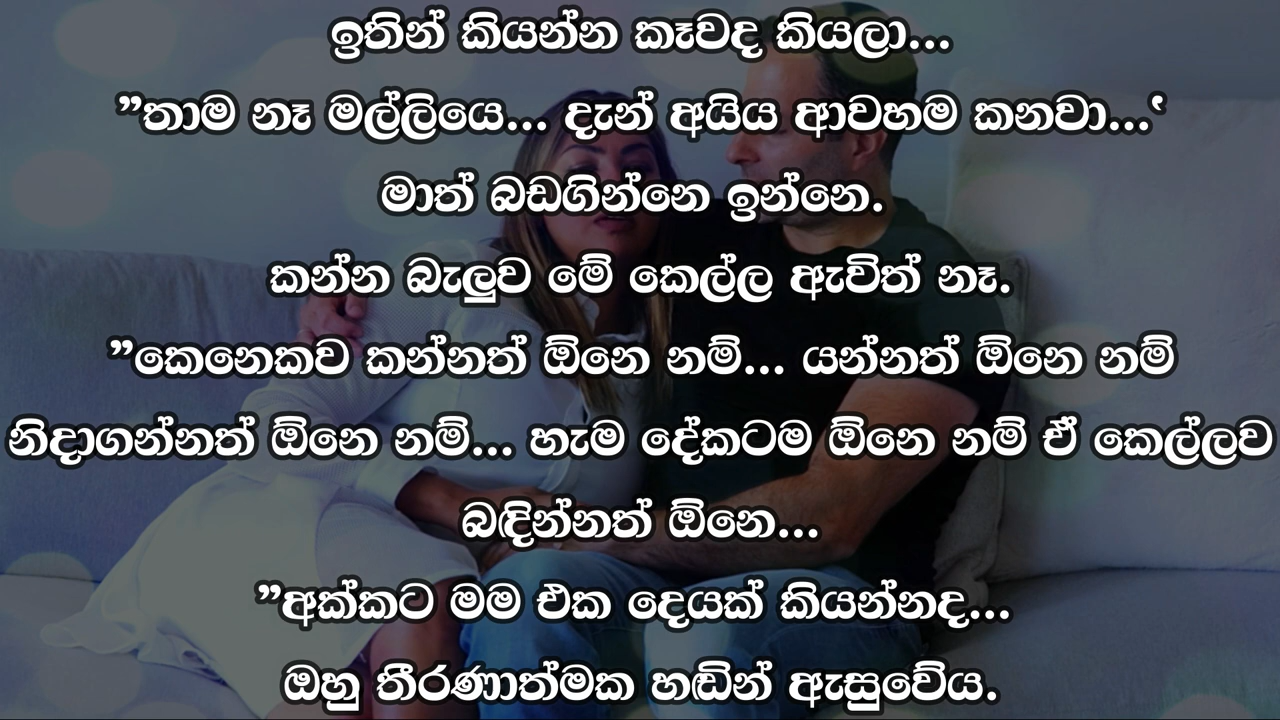 ඉතින් කියන්න කෑවද කියලා...
”තාම නෑ මල්ලියෙ... දැන් අයිය ආවහම කනවා...‛
මාත් බඩගින්නෙ ඉන්නෙ.
කන්න බැලුව මේ කෙල්ල ඇවිත් නෑ.
”කෙනෙකව කන්නත් ඕනෙ නම්... යන්නත් ඕනෙ නම්
නිදාගන්නත් ඕනෙ නම්... හැම දේකටම ඕනෙ නම් ඒ කෙල්ලව
බඳින්නත් ඕනෙ...
”අක්කට මම එක දෙයක් කියන්නද...
ඔහු තීරණාත්මක හඬින් ඇසුවේය.